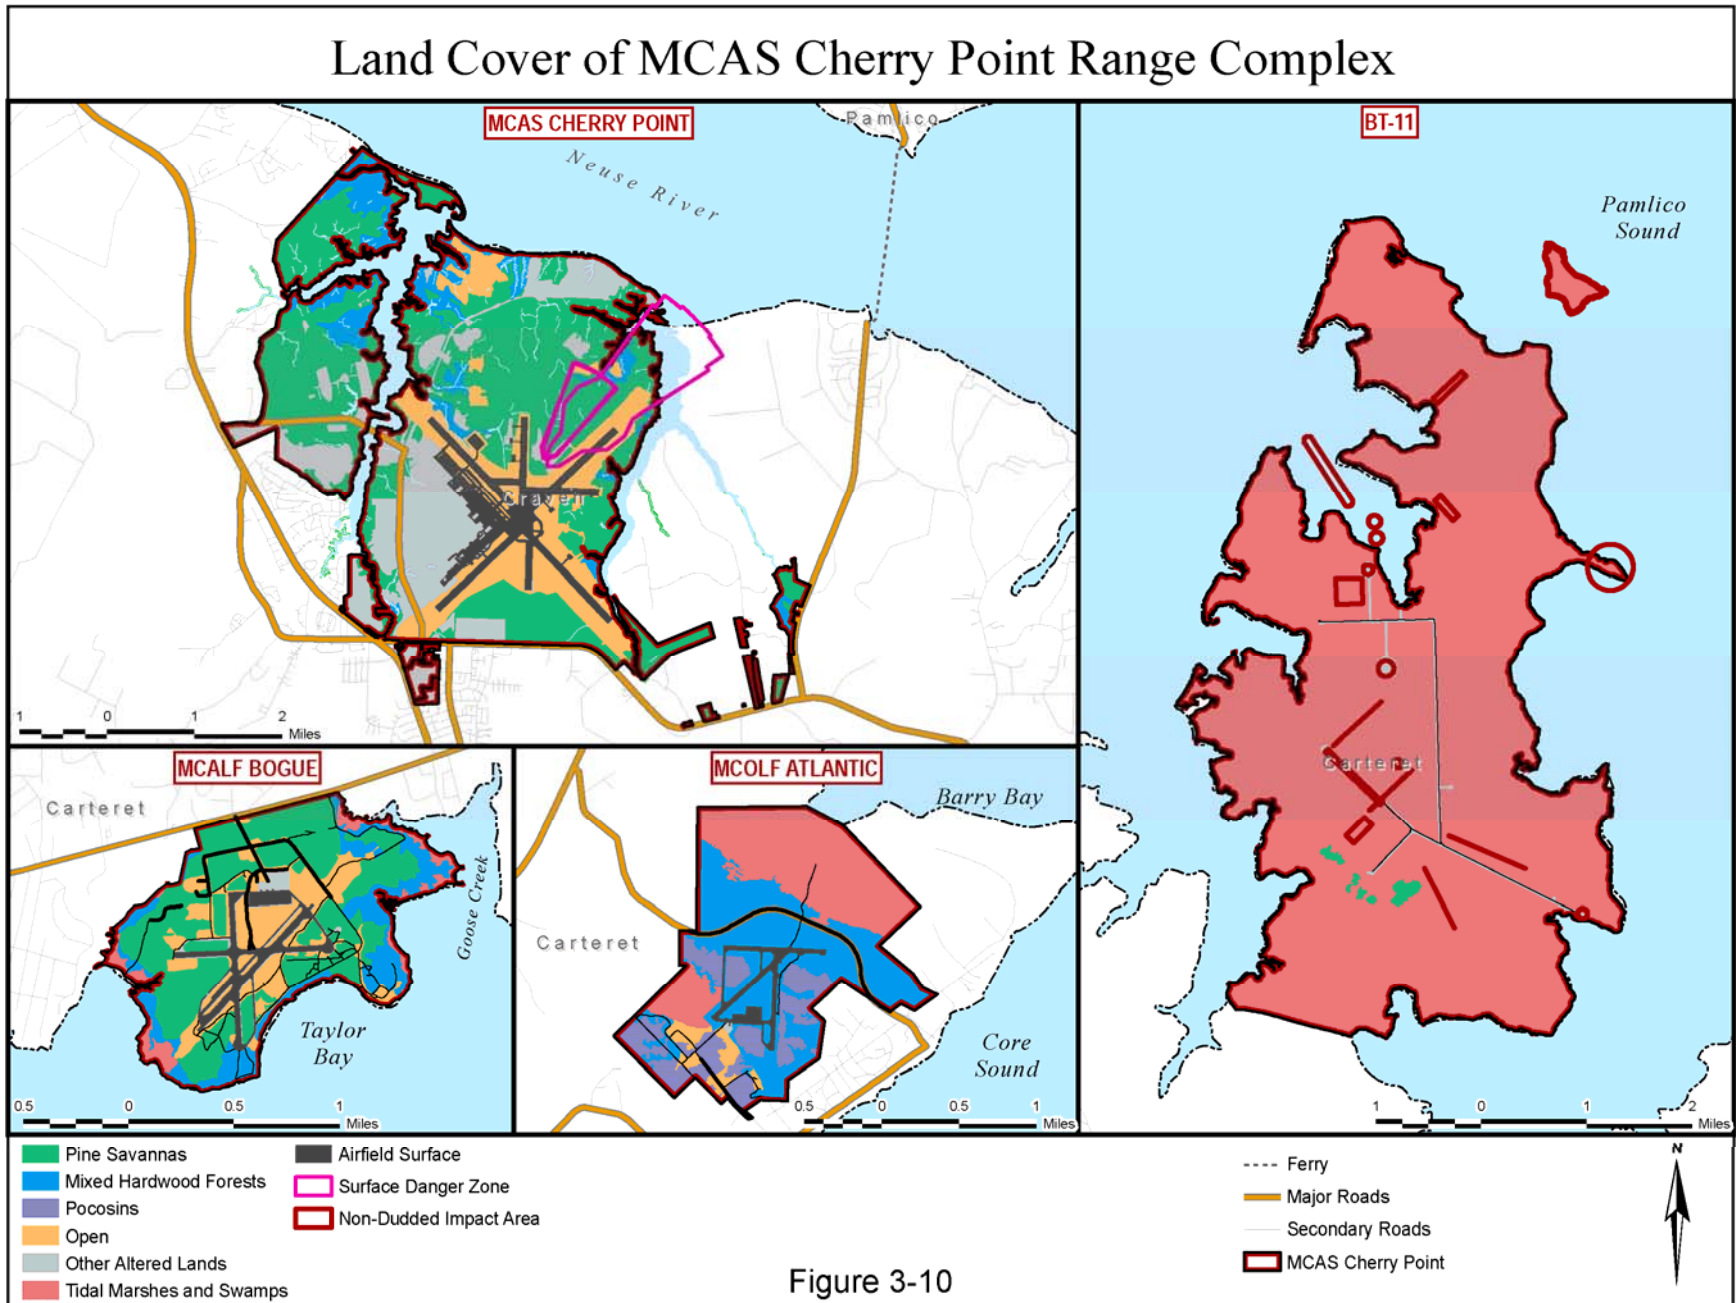 Land Cover of MCAS Cherry Point Range Complex
MCAS CHERRY POINT
Pamlico
Neuse River
Craven
1 0 1 2
Miles
BT-11
Pamlico
Sound
Carteret
1 0 1 2
Miles
MCALF BOGUE
Carteret
Goose Creek
Taylor
Bay
0.5 0 0.5 1
Miles
MCOLF ATLANTIC
Barry Bay
Carteret
Core
Sound
0.5 0 0.5 1
Miles
Pine Savannas
Mixed Hardwood Forests
Pocosins
Open
Other Altered Lands
Tidal Marshes and Swamps
Airfield Surface
Surface Danger Zone
Non-Dudded Impact Area
Figure 3-10
Ferry
Major Roads
Secondary Roads
MCAS Cherry Point
N